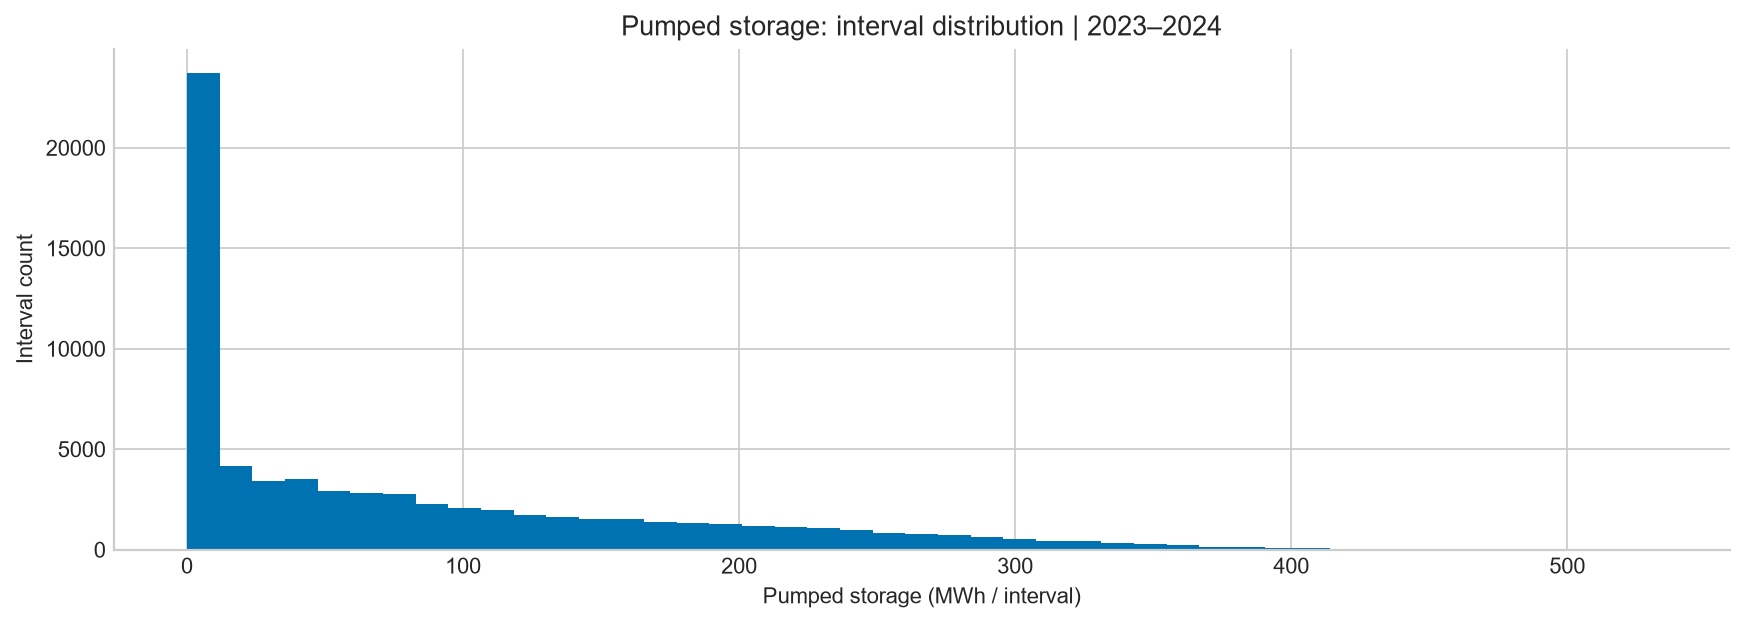 Pumped storage: interval distribution | 2023–2024
Interval count
20000
15000
10000
5000
0
0 100 200 300 400 500
Pumped storage (MWh / interval)